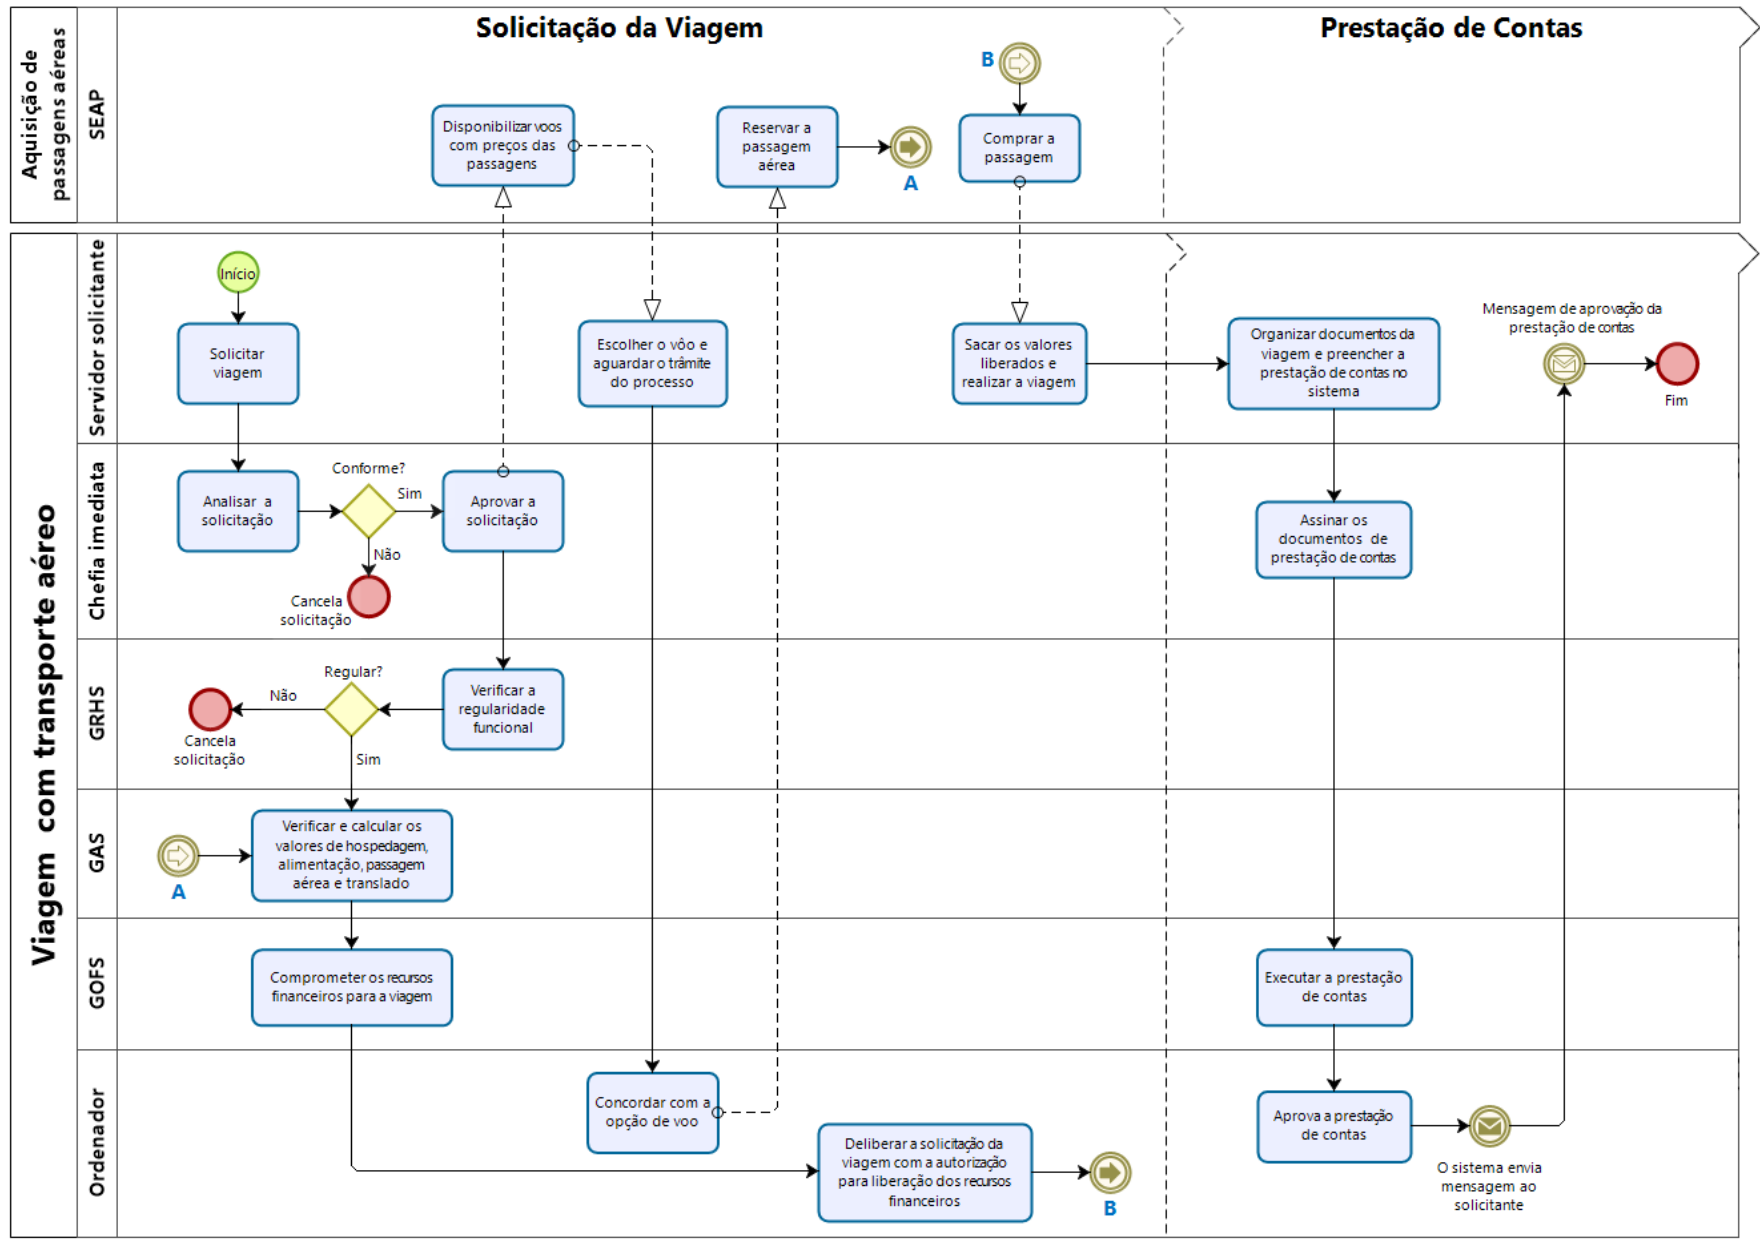 Solicitação da Viagem
Prestação de Contas
Aquisição de
passagens aéreas
SEAP
Disponibilizar voos
com preços das
passagens
Reservar a
passagem
aérea
A
B
Comprar a
passagem
Viagem com transporte aéreo
Servidor solicitante
Início
Solicitar
viagem
Escolher o vôo e
aguardar o trâmite
do processo
Sacar os valores
liberados e
realizar a viagem
Organizar documentos da
viagem e preencher a
prestação de contas no
sistema
Mensagem de aprovação da
prestação de contas
Fim
Chefia imediata
Analisar a
solicitação
Conforme?
Sim
Não
Cancela
solicitação
Aprovar a
solicitação
Assinar os
documentos de
prestação de contas
GRHS
Cancela
solicitação
Não
Regular?
Sim
Verificar a
regularidade
funcional
GAS
A
Verificar e calcular os
valores de hospedagem,
alimentação, passagem
aérea e translado
GOFS
Comprometer os recursos
financeiros para a viagem
Executar a prestação
de contas
Ordenador
Concordar com a
opção de voo
Deliberar a solicitação da
viagem com a autorização
para liberação dos recursos
financeiros
B
Aprova a prestação
de contas
O sistema envia
mensagem ao
solicitante